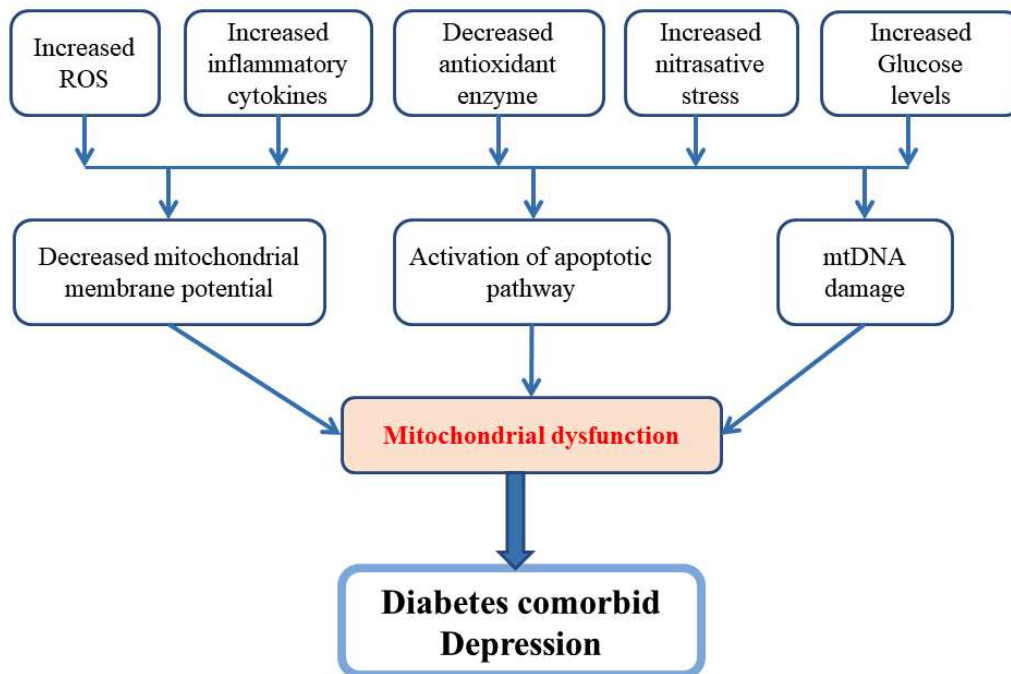 Increased
ROS
Increased
inflammatory
cytokines
Decreased
antioxidant
enzyme
Increased
nitrasative
stress
Increased
Glucose
levels
Decreased mitochondrial
membrane potential
Activation of apoptotic
pathway
mtDNA
damage
Mitochondrial dysfunction
Diabetes comorbid
Depression